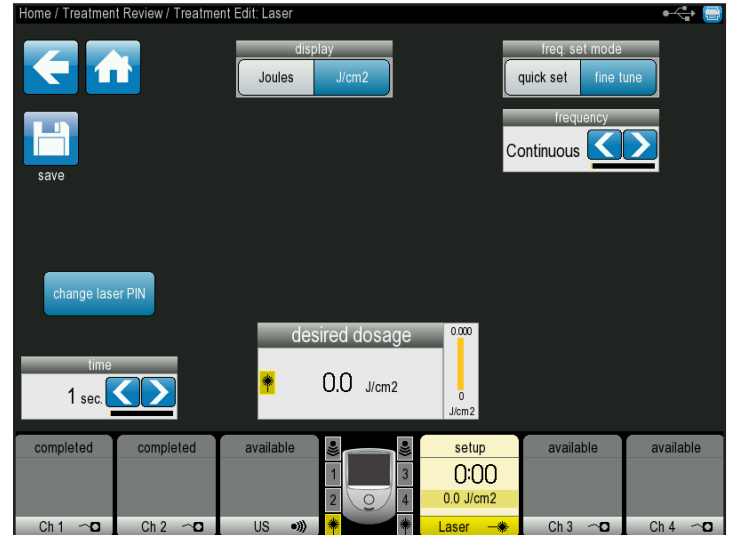 Home / Treatment Review / Treatment Edit: Laser
display
Joules J/cm2
freq. set mode
quick set fine tune
frequency
Continuous
save
change laser PIN
desired dosage
0.0 J/cm2
0.000
0
J/cm2
time
1 sec.
completed
Ch 1
completed
Ch 2
available
US
1
2
3
4
setup
0:00
0.0 J/cm2
Laser
available
Ch 3
available
Ch 4